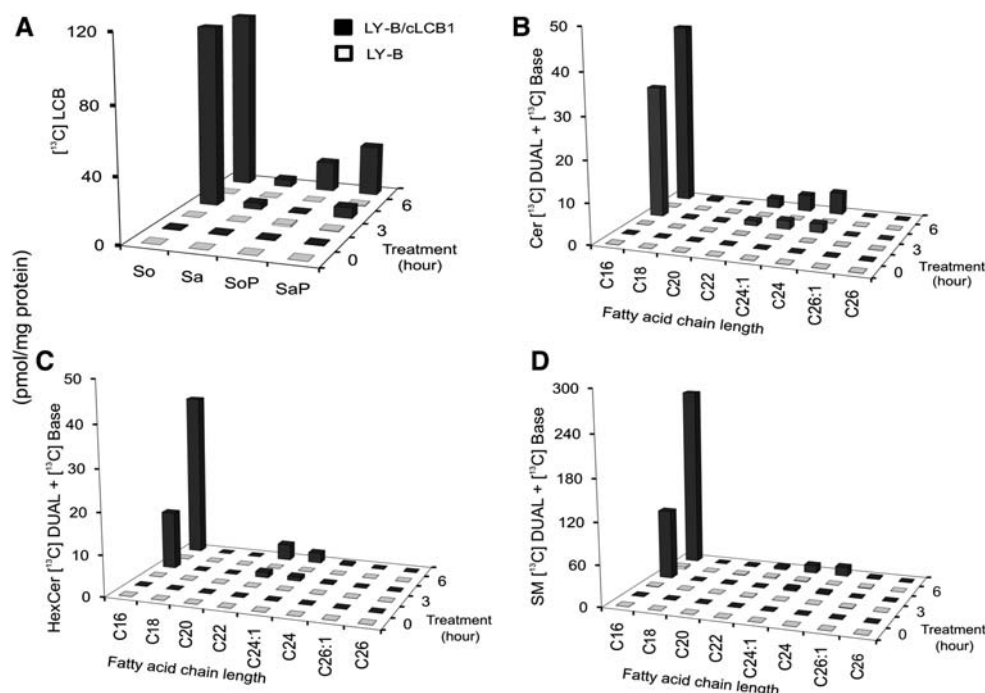 (pmol/mg protein)
A
[¹³C] LCB
120
80
40
0
So
Sa
SoP
SaP
0
3
6
Treatment
(hour)
LY-B/cLCB1
LY-B
B
Cer [¹³C] DUAL + [¹³C] Base
50
40
30
20
10
0
C16
C18
C20
C22
C24:1
C24
C26:1
C26
Fatty acid chain length
0
3
6
Treatment
(hour)
C
HexCer [¹³C] DUAL + [¹³C] Base
50
40
30
20
10
0
C16
C18
C20
C22
C24:1
C24
C26:1
C26
Fatty acid chain length
0
3
6
Treatment
(hour)
D
SM [¹³C] DUAL + [¹³C] Base
300
240
180
120
60
0
C16
C18
C20
C22
C24:1
C24
C26:1
C26
Fatty acid chain length
0
3
6
Treatment
(hour)